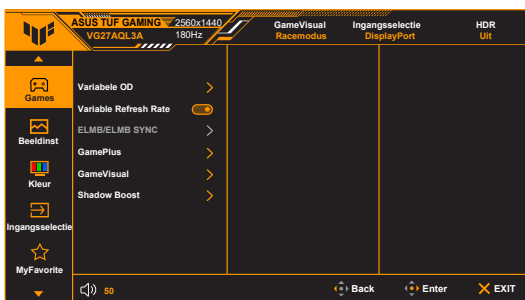 ASUS TUF GAMING 2560x1440
VG27AQL3A 180Hz
GameVisual Ingangsselectie HDR
Racemodus DisplayPort Uit
Games
Beeldinst
Kleur
Ingangsselectie
MyFavorite
Variabele OD
Variable Refresh Rate
ELMB/ELMB SYNC
GamePlus
GameVisual
Shadow Boost
50
Back Enter EXIT